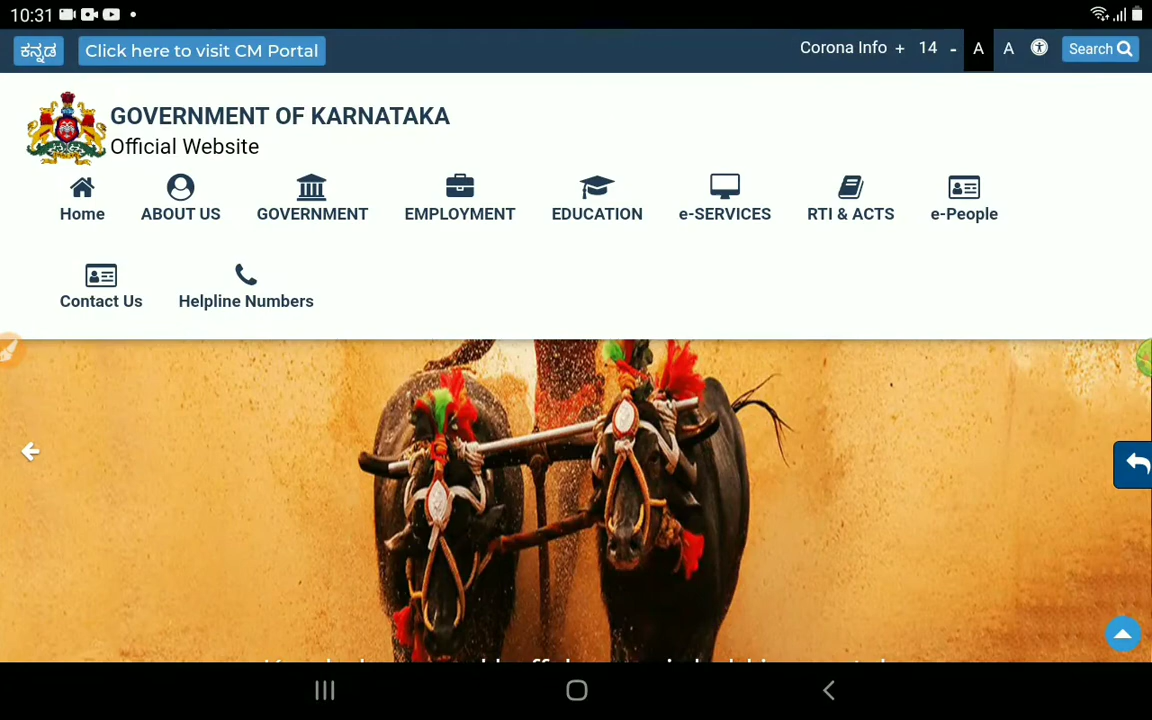 10:31
ಕನ್ನಡ Click here to visit CM Portal Corona Info + 14 - A A Search
GOVERNMENT OF KARNATAKA
Official Website
Home ABOUT US GOVERNMENT EMPLOYMENT EDUCATION e-SERVICES RTI & ACTS e-People
Contact Us Helpline Numbers